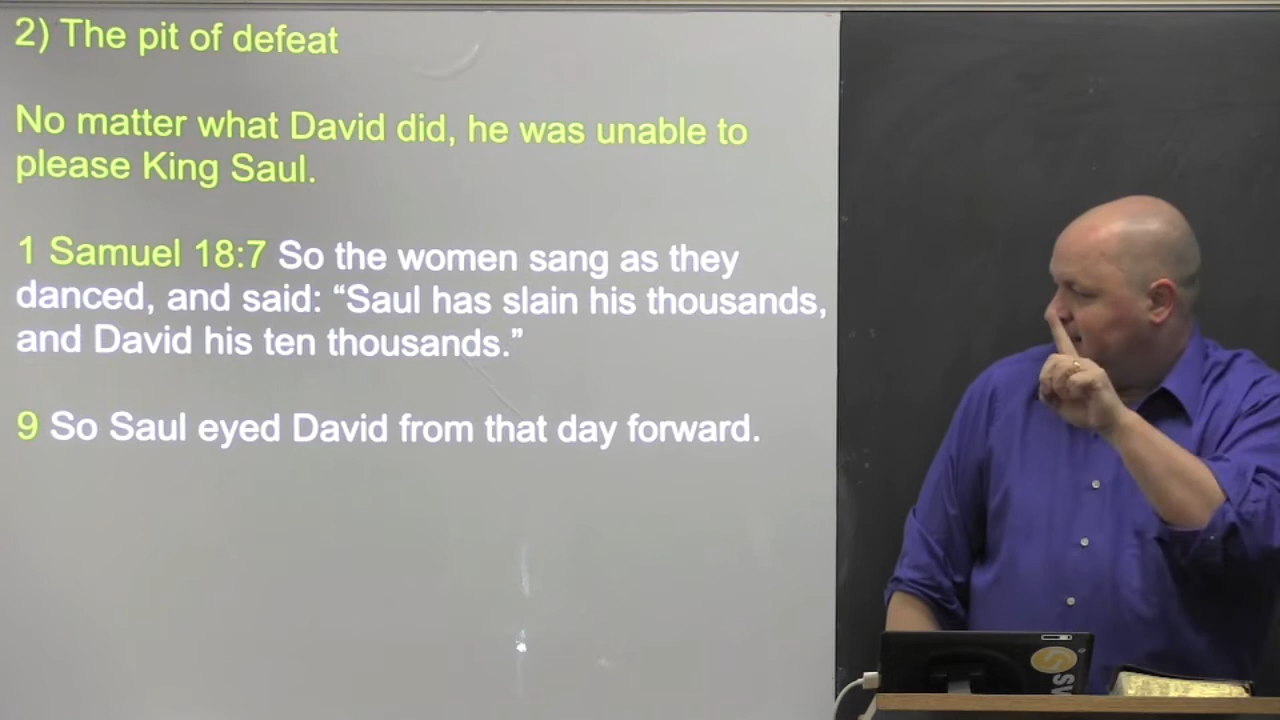 2) The pit of defeat
No matter what David did, he was unable to
please King Saul.
1 Samuel 18:7 So the women sang as they
danced, and said: “Saul has slain his thousands,
and David his ten thousands.”
9 So Saul eyed David from that day forward.